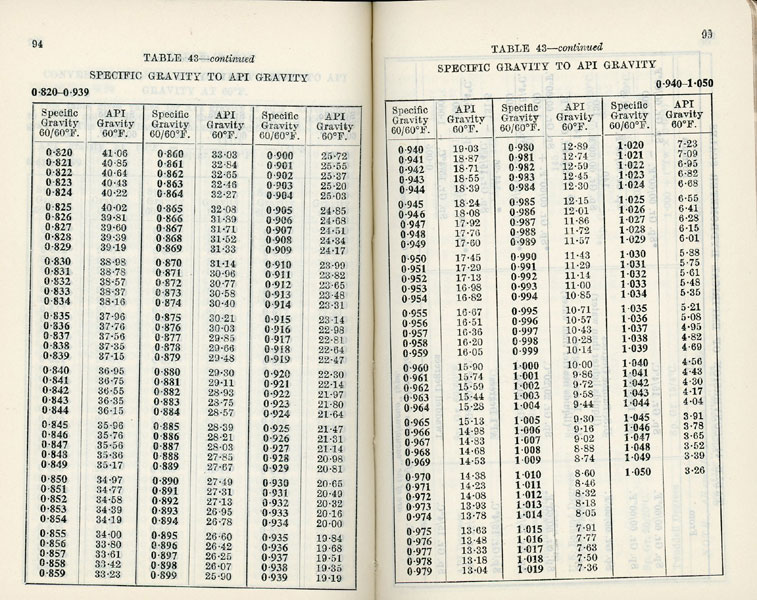 94
TABLE 43—continued
SPECIFIC GRAVITY TO API GRAVITY
0·820–0·939
Specific API Specific API Specific API
Gravity Gravity Gravity Gravity Gravity Gravity
60/60°F. 60°F. 60/60°F. 60°F. 60/60°F. 60°F.
0·820 41·06 0·860 33·03 0·900 25·72
0·821 40·85 0·861 32·84 0·901 25·55
0·822 40·64 0·862 32·65 0·902 25·37
0·823 40·43 0·863 32·46 0·903 25·20
0·824 40·22 0·864 32·27 0·904 25·03
0·825 40·02 0·865 32·08 0·905 24·85
0·826 39·81 0·866 31·89 0·906 24·68
0·827 39·60 0·867 31·71 0·907 24·51
0·828 39·39 0·868 31·52 0·908 24·34
0·829 39·19 0·869 31·33 0·909 24·17
0·830 38·98 0·870 31·14 0·910 23·99
0·831 38·78 0·871 30·96 0·911 23·82
0·832 38·57 0·872 30·77 0·912 23·65
0·833 38·37 0·873 30·58 0·913 23·48
0·834 38·16 0·874 30·40 0·914 23·31
0·835 37·96 0·875 30·21 0·915 23·14
0·836 37·76 0·876 30·03 0·916 22·98
0·837 37·56 0·877 29·85 0·917 22·81
0·838 37·35 0·878 29·66 0·918 22·64
0·839 37·15 0·879 29·48 0·919 22·47
0·840 36·95 0·880 29·30 0·920 22·30
0·841 36·75 0·881 29·11 0·921 22·14
0·842 36·55 0·882 28·93 0·922 21·97
0·843 36·35 0·883 28·75 0·923 21·80
0·844 36·15 0·884 28·57 0·924 21·64
0·845 35·96 0·885 28·39 0·925 21·47
0·846 35·76 0·886 28·21 0·926 21·31
0·847 35·56 0·887 28·03 0·927 21·14
0·848 35·36 0·888 27·85 0·928 20·98
0·849 35·17 0·889 27·67 0·929 20·81
0·850 34·97 0·890 27·49 0·930 20·65
0·851 34·77 0·891 27·31 0·931 20·49
0·852 34·58 0·892 27·13 0·932 20·32
0·853 34·39 0·893 26·95 0·933 20·16
0·854 34·19 0·894 26·78 0·934 20·00
0·855 34·00 0·895 26·60 0·935 19·84
0·856 33·80 0·896 26·42 0·936 19·68
0·857 33·61 0·897 26·25 0·937 19·51
0·858 33·42 0·898 26·07 0·938 19·35
0·859 33·23 0·899 25·90 0·939 19·19
TABLE 43—continued
SPECIFIC GRAVITY TO API GRAVITY
0·940–1·050
Specific API Specific API Specific API
Gravity Gravity Gravity Gravity Gravity Gravity
60/60°F. 60°F. 60/60°F. 60°F. 60/60°F. 60°F.
0·940 19·03 0·980 12·89 1·020 7·23
0·941 18·87 0·981 12·74 1·021 7·09
0·942 18·71 0·982 12·59 1·022 6·95
0·943 18·55 0·983 12·45 1·023 6·82
0·944 18·39 0·984 12·30 1·024 6·68
0·945 18·24 0·985 12·15 1·025 6·55
0·946 18·08 0·986 12·01 1·026 6·41
0·947 17·92 0·987 11·86 1·027 6·28
0·948 17·76 0·988 11·72 1·028 6·15
0·949 17·60 0·989 11·57 1·029 6·01
0·950 17·45 0·990 11·43 1·030 5·88
0·951 17·29 0·991 11·29 1·031 5·75
0·952 17·13 0·992 11·14 1·032 5·61
0·953 16·98 0·993 11·00 1·033 5·48
0·954 16·82 0·994 10·85 1·034 5·35
0·955 16·67 0·995 10·71 1·035 5·21
0·956 16·51 0·996 10·57 1·036 5·08
0·957 16·36 0·997 10·43 1·037 4·95
0·958 16·20 0·998 10·28 1·038 4·82
0·959 16·05 0·999 10·14 1·039 4·69
0·960 15·90 1·000 10·00 1·040 4·56
0·961 15·74 1·001 9·86 1·041 4·43
0·962 15·59 1·002 9·72 1·042 4·30
0·963 15·44 1·003 9·58 1·043 4·17
0·964 15·28 1·004 9·44 1·044 4·04
0·965 15·13 1·005 9·30 1·045 3·91
0·966 14·98 1·006 9·16 1·046 3·78
0·967 14·83 1·007 9·02 1·047 3·65
0·968 14·68 1·008 8·88 1·048 3·52
0·969 14·53 1·009 8·74 1·049 3·39
0·970 14·38 1·010 8·60 1·050 3·26
0·971 14·23 1·011 8·46
0·972 14·08 1·012 8·32
0·973 13·93 1·013 8·18
0·974 13·78 1·014 8·05
0·975 13·63 1·015 7·91
0·976 13·48 1·016 7·77
0·977 13·33 1·017 7·63
0·978 13·18 1·018 7·50
0·979 13·04 1·019 7·36